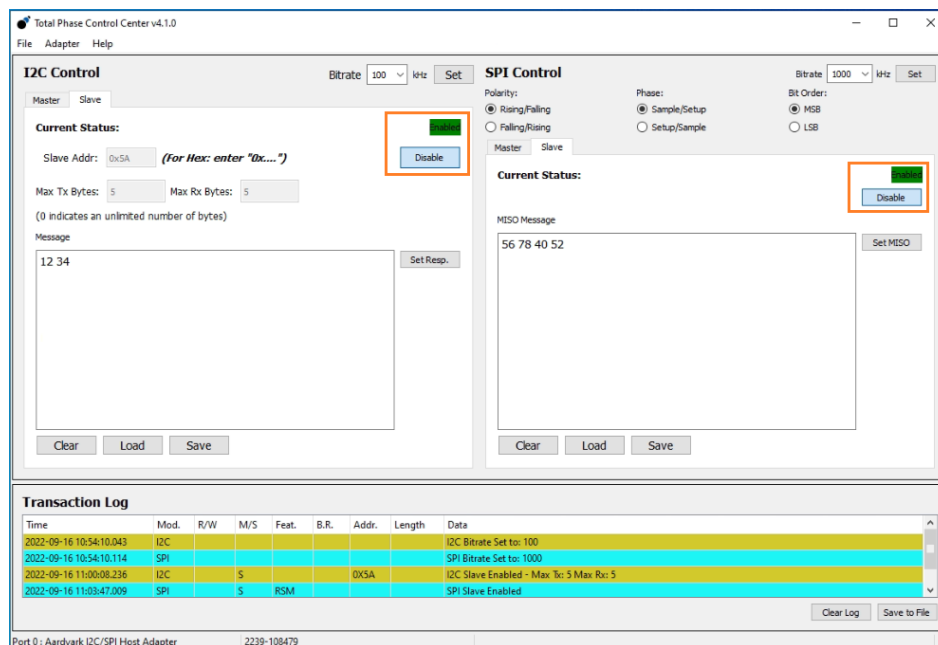 Total Phase Control Center v4.1.0
File Adapter Help
I2C Control
Bitrate 100 kHz Set
Master Slave
Current Status:
Enabled
Slave Addr: 0x5A (For Hex: enter "0x....")
Disable
Max Tx Bytes: 5 Max Rx Bytes: 5
(0 indicates an unlimited number of bytes)
Message
12 34
Set Resp.
Clear Load Save
SPI Control
Bitrate 1000 kHz Set
Polarity: Phase: Bit Order:
Rising/Falling Sample/Setup MSB
Falling/Rising Setup/Sample LSB
Master Slave
Current Status:
Enabled
Disable
MISO Message
56 78 40 52
Set MISO
Clear Load Save
Transaction Log
Time Mod. R/W M/S Feat. B.R. Addr. Length Data
2022-09-16 10:54:10.043 I2C I2C Bitrate Set to: 100
2022-09-16 10:54:10.114 SPI SPI Bitrate Set to: 1000
2022-09-16 11:00:08.236 I2C S 0X5A I2C Slave Enabled - Max Tx: 5 Max Rx: 5
2022-09-16 11:03:47.009 SPI S RSM SPI Slave Enabled
Clear Log Save to File
Port 0 : Aardvark I2C/SPI Host Adapter 2239-108479